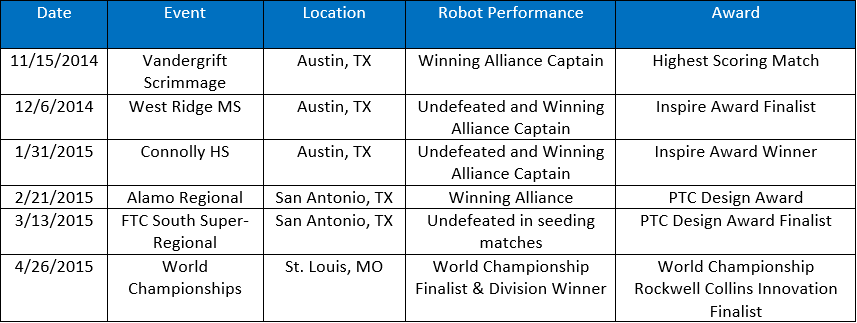 Date Event Location Robot Performance Award
11/15/2014 Vandergrift Austin, TX Winning Alliance Captain Highest Scoring Match
Scrimmage
12/6/2014 West Ridge MS Austin, TX Undefeated and Winning Inspire Award Finalist
Alliance Captain
1/31/2015 Connolly HS Austin, TX Undefeated and Winning Inspire Award Winner
Alliance Captain
2/21/2015 Alamo Regional San Antonio, TX Winning Alliance PTC Design Award
3/13/2015 FTC South Super- San Antonio, TX Undefeated in seeding PTC Design Award Finalist
Regional matches
4/26/2015 World St. Louis, MO World Championship World Championship
Championships Finalist & Division Winner Rockwell Collins Innovation
Finalist